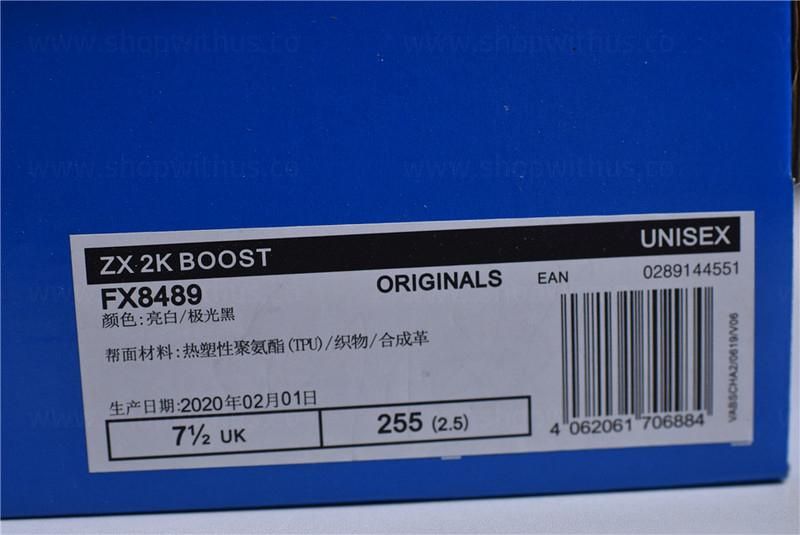 www.shopwithus.co www.shopwithus.co
www.shopwithus.co www.shopwithus.co
ZX 2K BOOST UNISEX
FX8489 ORIGINALS EAN 0289144551
颜色:亮白/极光黑
帮面材料:热塑性聚氨酯(TPU)/织物/合成革
生产日期:2020年02月01日
7½ UK 255 (2.5)
4 062061 706884
VABSCHA2/0619/V06